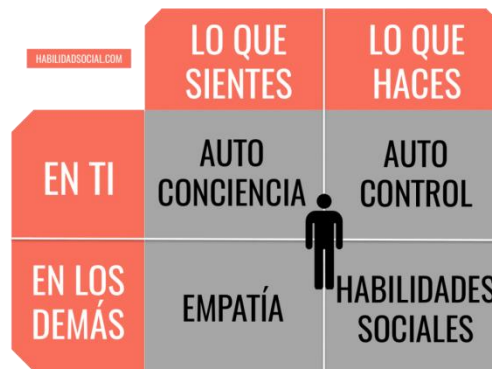 HABILIDADSOCIAL.COM
LO QUE
SIENTES
LO QUE
HACES
EN TI
AUTO
CONCIENCIA
AUTO
CONTROL
EN LOS
DEMÁS
EMPATÍA
HABILIDADES
SOCIALES